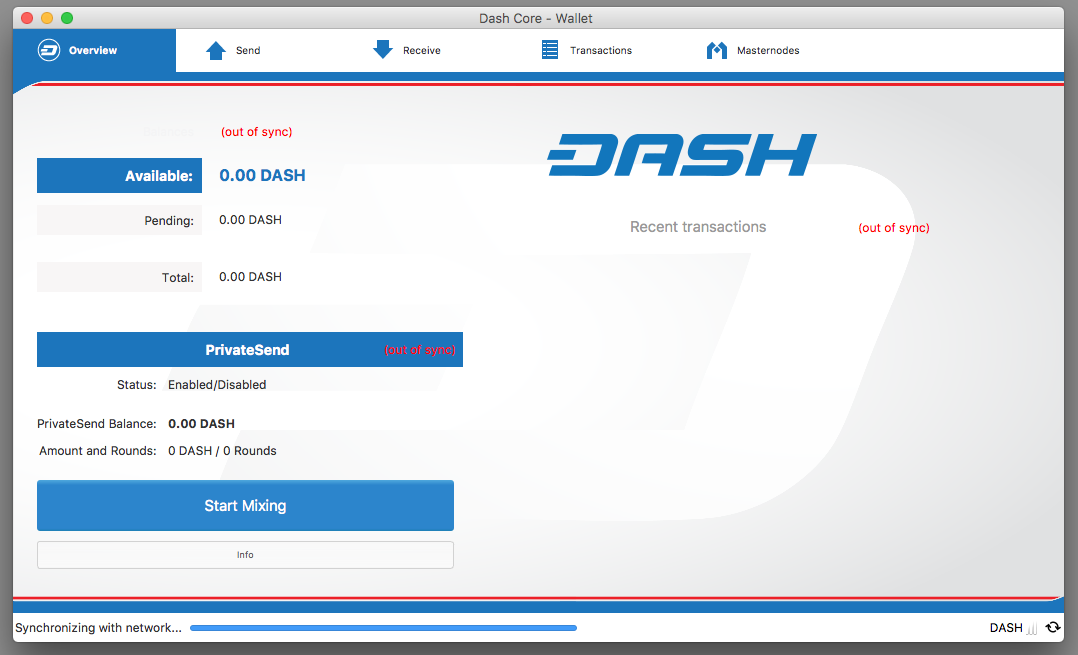 Dash Core - Wallet
Overview
Send
Receive
Transactions
Masternodes
(out of sync)
Available: 0.00 DASH
Pending: 0.00 DASH
Total: 0.00 DASH
PrivateSend (out of sync)
Status: Enabled/Disabled
PrivateSend Balance: 0.00 DASH
Amount and Rounds: 0 DASH / 0 Rounds
Start Mixing
Info
DASH
Recent transactions (out of sync)
Synchronizing with network...
DASH